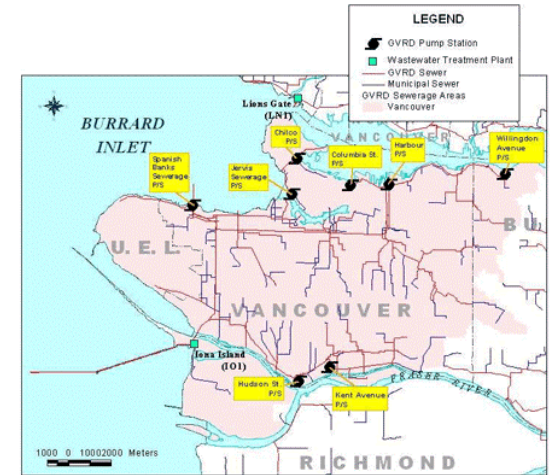 LEGEND
GVRD Pump Station
Wastewater Treatment Plant
GVRD Sewer
Municipal Sewer
GVRD Sewerage Areas
Vancouver
Lions Gate
(LN1)
BURRARD
INLET
VANCOUVER
Chilco
P/S
Columbia St.
P/S
Harbour
P/S
Willingdon
Avenue
P/S
Spanish
Banks
Sewerage
P/S
Jervis
Sewerage
P/S
U.E.L.
BU
VANCOUVER
Iona Island
(IO1)
Hudson St.
P/S
Kent Avenue
P/S
FRASER RIVER
1000 0 10002000 Meters
RICHMOND